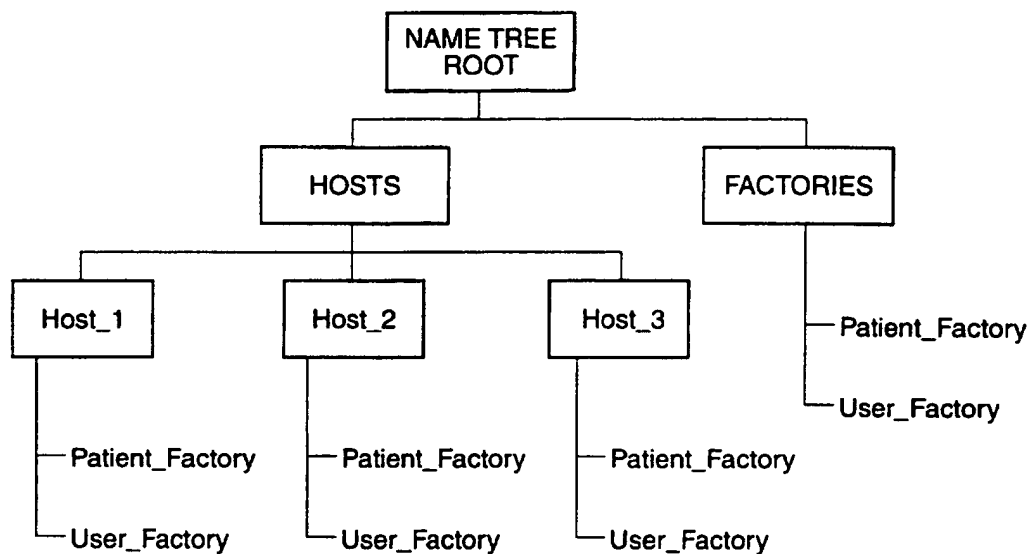 NAME TREE
ROOT
HOSTS
FACTORIES
Host_1
Host_2
Host_3
Patient_Factory
User_Factory
Patient_Factory
Patient_Factory
Patient_Factory
User_Factory
User_Factory
User_Factory